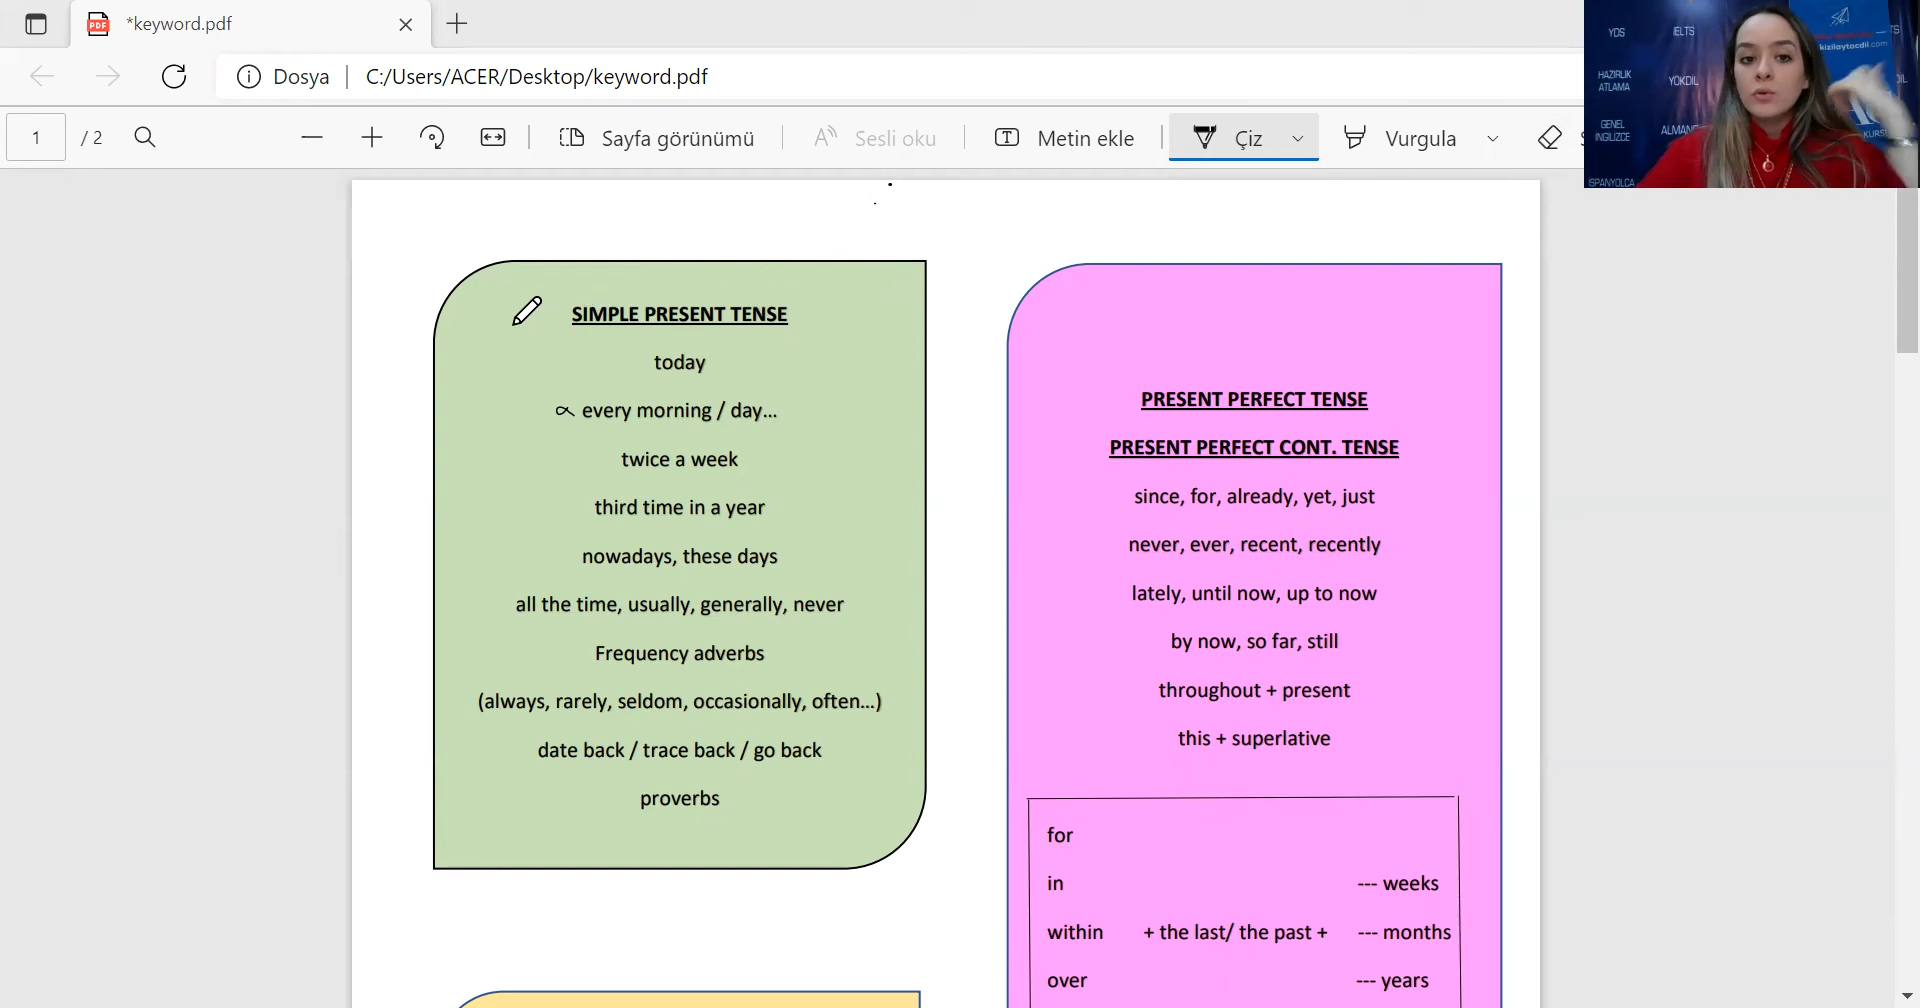 *keyword.pdf
Dosya
C:/Users/ACER/Desktop/keyword.pdf
1 / 2
Sayfa görünümü
Sesli oku
Metin ekle
Çiz
Vurgula
YDS
IELTS
kizilaytacdil.com
HAZIRLIK
ATLAMA
YÖKDİL
GENEL
İNGİLİZCE
KURSU
İSPANYOLCA
SIMPLE PRESENT TENSE
today
every morning / day...
twice a week
third time in a year
nowadays, these days
all the time, usually, generally, never
Frequency adverbs
(always, rarely, seldom, occasionally, often...)
date back / trace back / go back
proverbs
PRESENT PERFECT TENSE
PRESENT PERFECT CONT. TENSE
since, for, already, yet, just
never, ever, recent, recently
lately, until now, up to now
by now, so far, still
throughout + present
this + superlative
for
in --- weeks
within + the last/ the past + --- months
over --- years